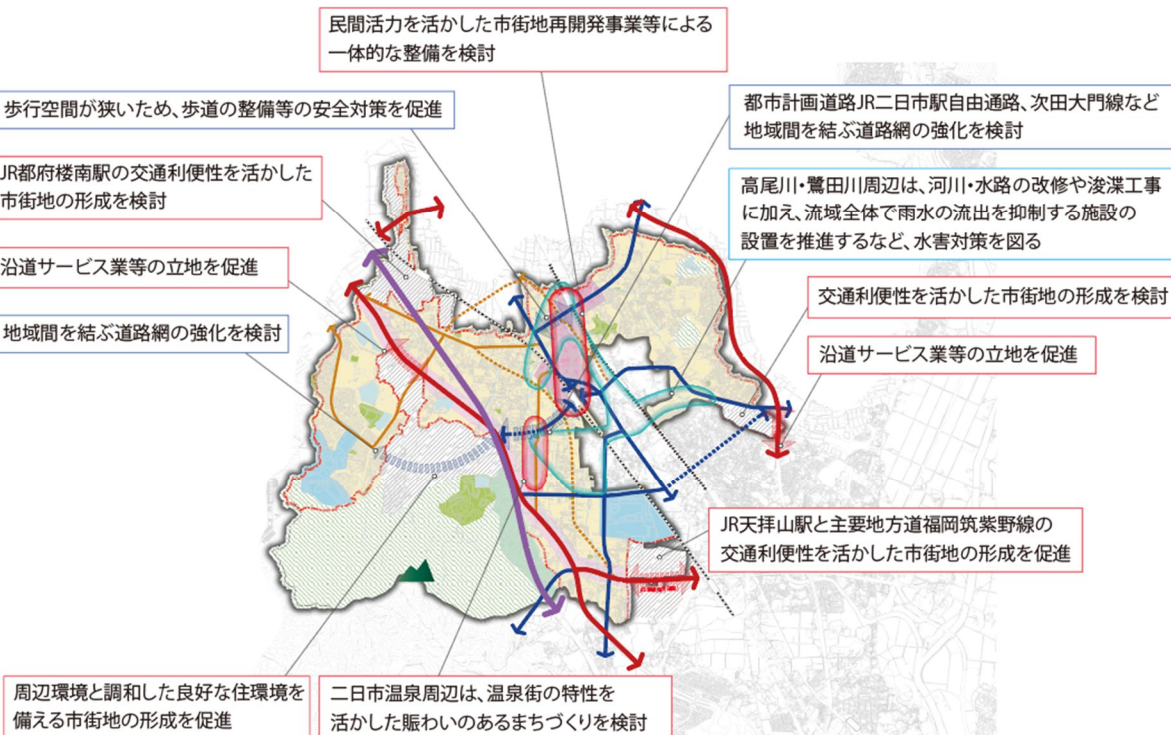 民間活力を活かした市街地再開発事業等による
一体的な整備を検討
歩行空間が狭いため、歩道の整備等の安全対策を促進
都市計画道路JR二日市駅自由通路、次田大門線など
地域間を結ぶ道路網の強化を検討
JR都府楼南駅の交通利便性を活かした
市街地の形成を検討
高尾川・鷺田川周辺は、河川・水路の改修や浚渫工事
に加え、流域全体で雨水の流出を抑制する施設の
設置を推進するなど、水害対策を図る
沿道サービス業等の立地を促進
交通利便性を活かした市街地の形成を検討
地域間を結ぶ道路網の強化を検討
沿道サービス業等の立地を促進
JR天拝山駅と主要地方道福岡筑紫野線の
交通利便性を活かした市街地の形成を促進
周辺環境と調和した良好な住環境を
備える市街地の形成を促進
二日市温泉周辺は、温泉街の特性を
活かした賑わいのあるまちづくりを検討